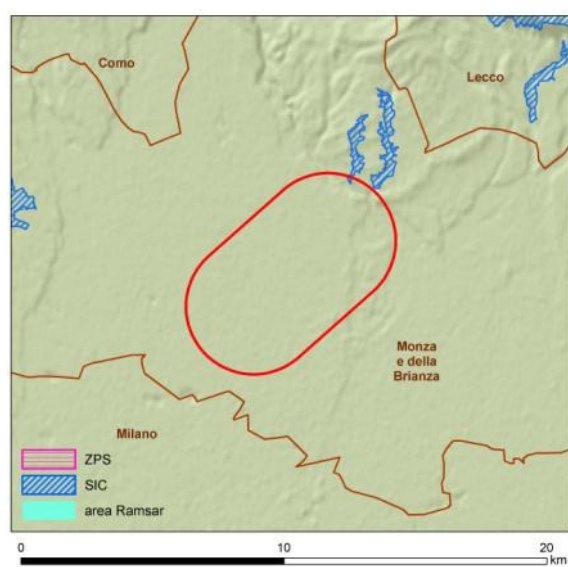 Como
Lecco
Monza
e della
Brianza
Milano
ZPS
SIC
area Ramsar
0 10 20
km